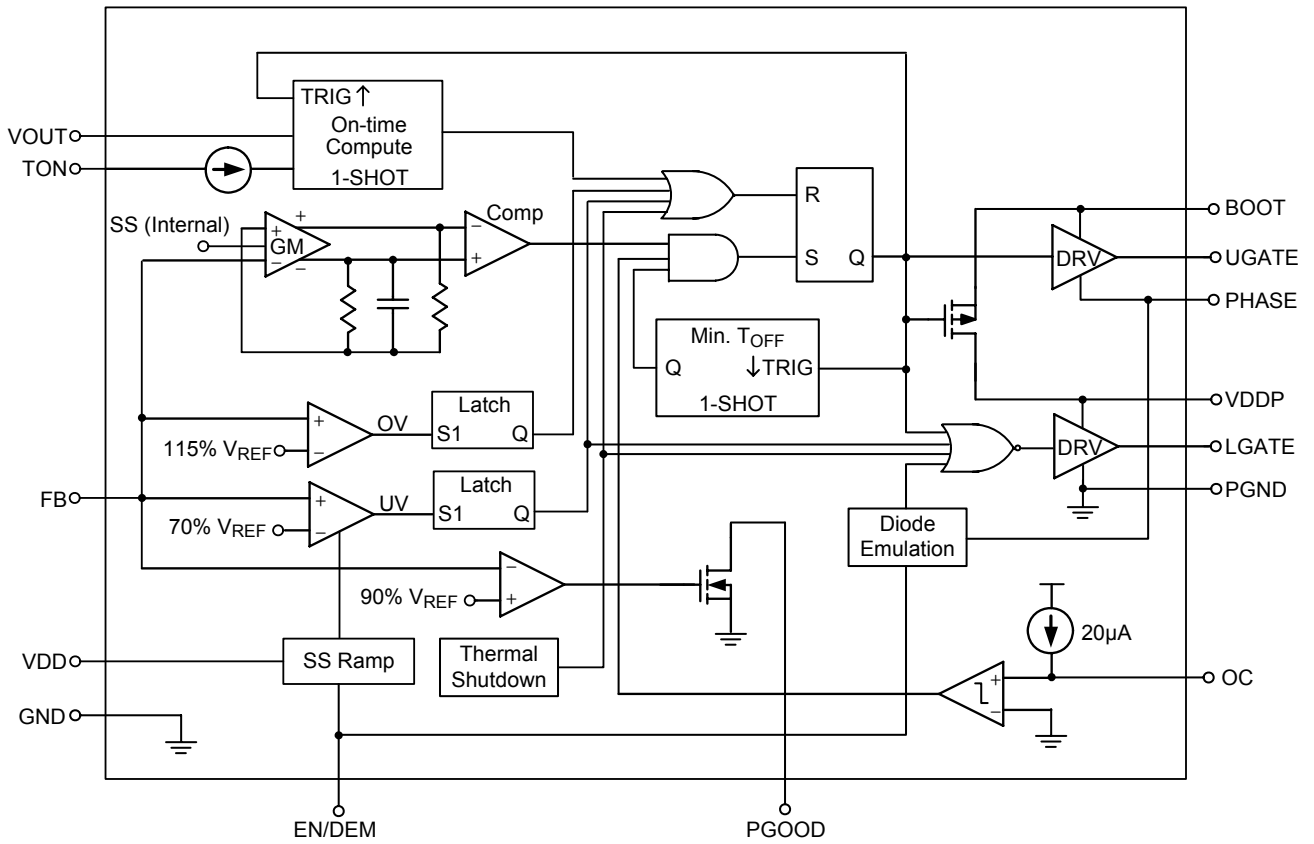 TRIG ↑
On-time
Compute
1-SHOT
VOUT
TON
SS (Internal)
+
GM
−
+
−
Comp
−
+
R
S
Q
BOOT
DRV
UGATE
PHASE
Min. TOFF
Q
↓TRIG
1-SHOT
VDDP
DRV
LGATE
PGND
115% VREF
+
−
OV
Latch
S1
Q
FB
70% VREF
+
−
UV
Latch
S1
Q
Diode
Emulation
90% VREF
−
+
20µA
VDD
SS Ramp
Thermal
Shutdown
+
−
OC
GND
EN/DEM
PGOOD